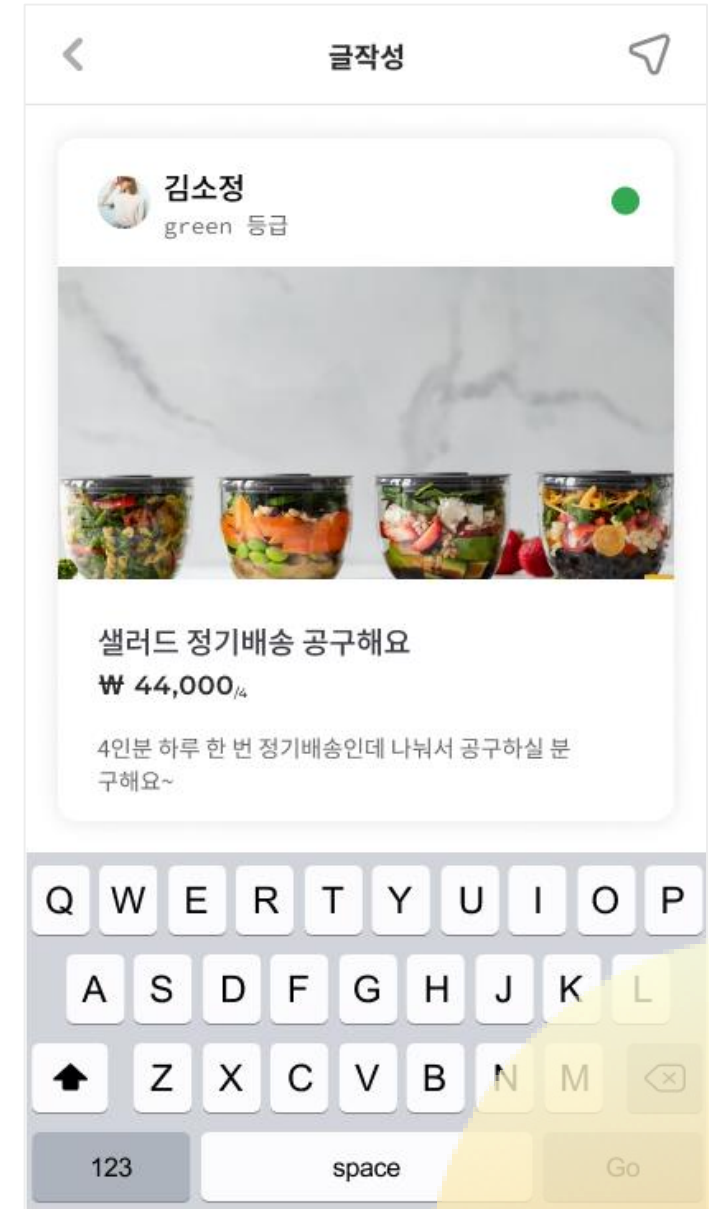 글작성
김소정
green 등급
샐러드 정기배송 공구해요
₩ 44,000/4
4인분 하루 한 번 정기배송인데 나눠서 공구하실 분
구해요~
Q W E R T Y U I O P
A S D F G H J K L
Z X C V B N M
123 space Go